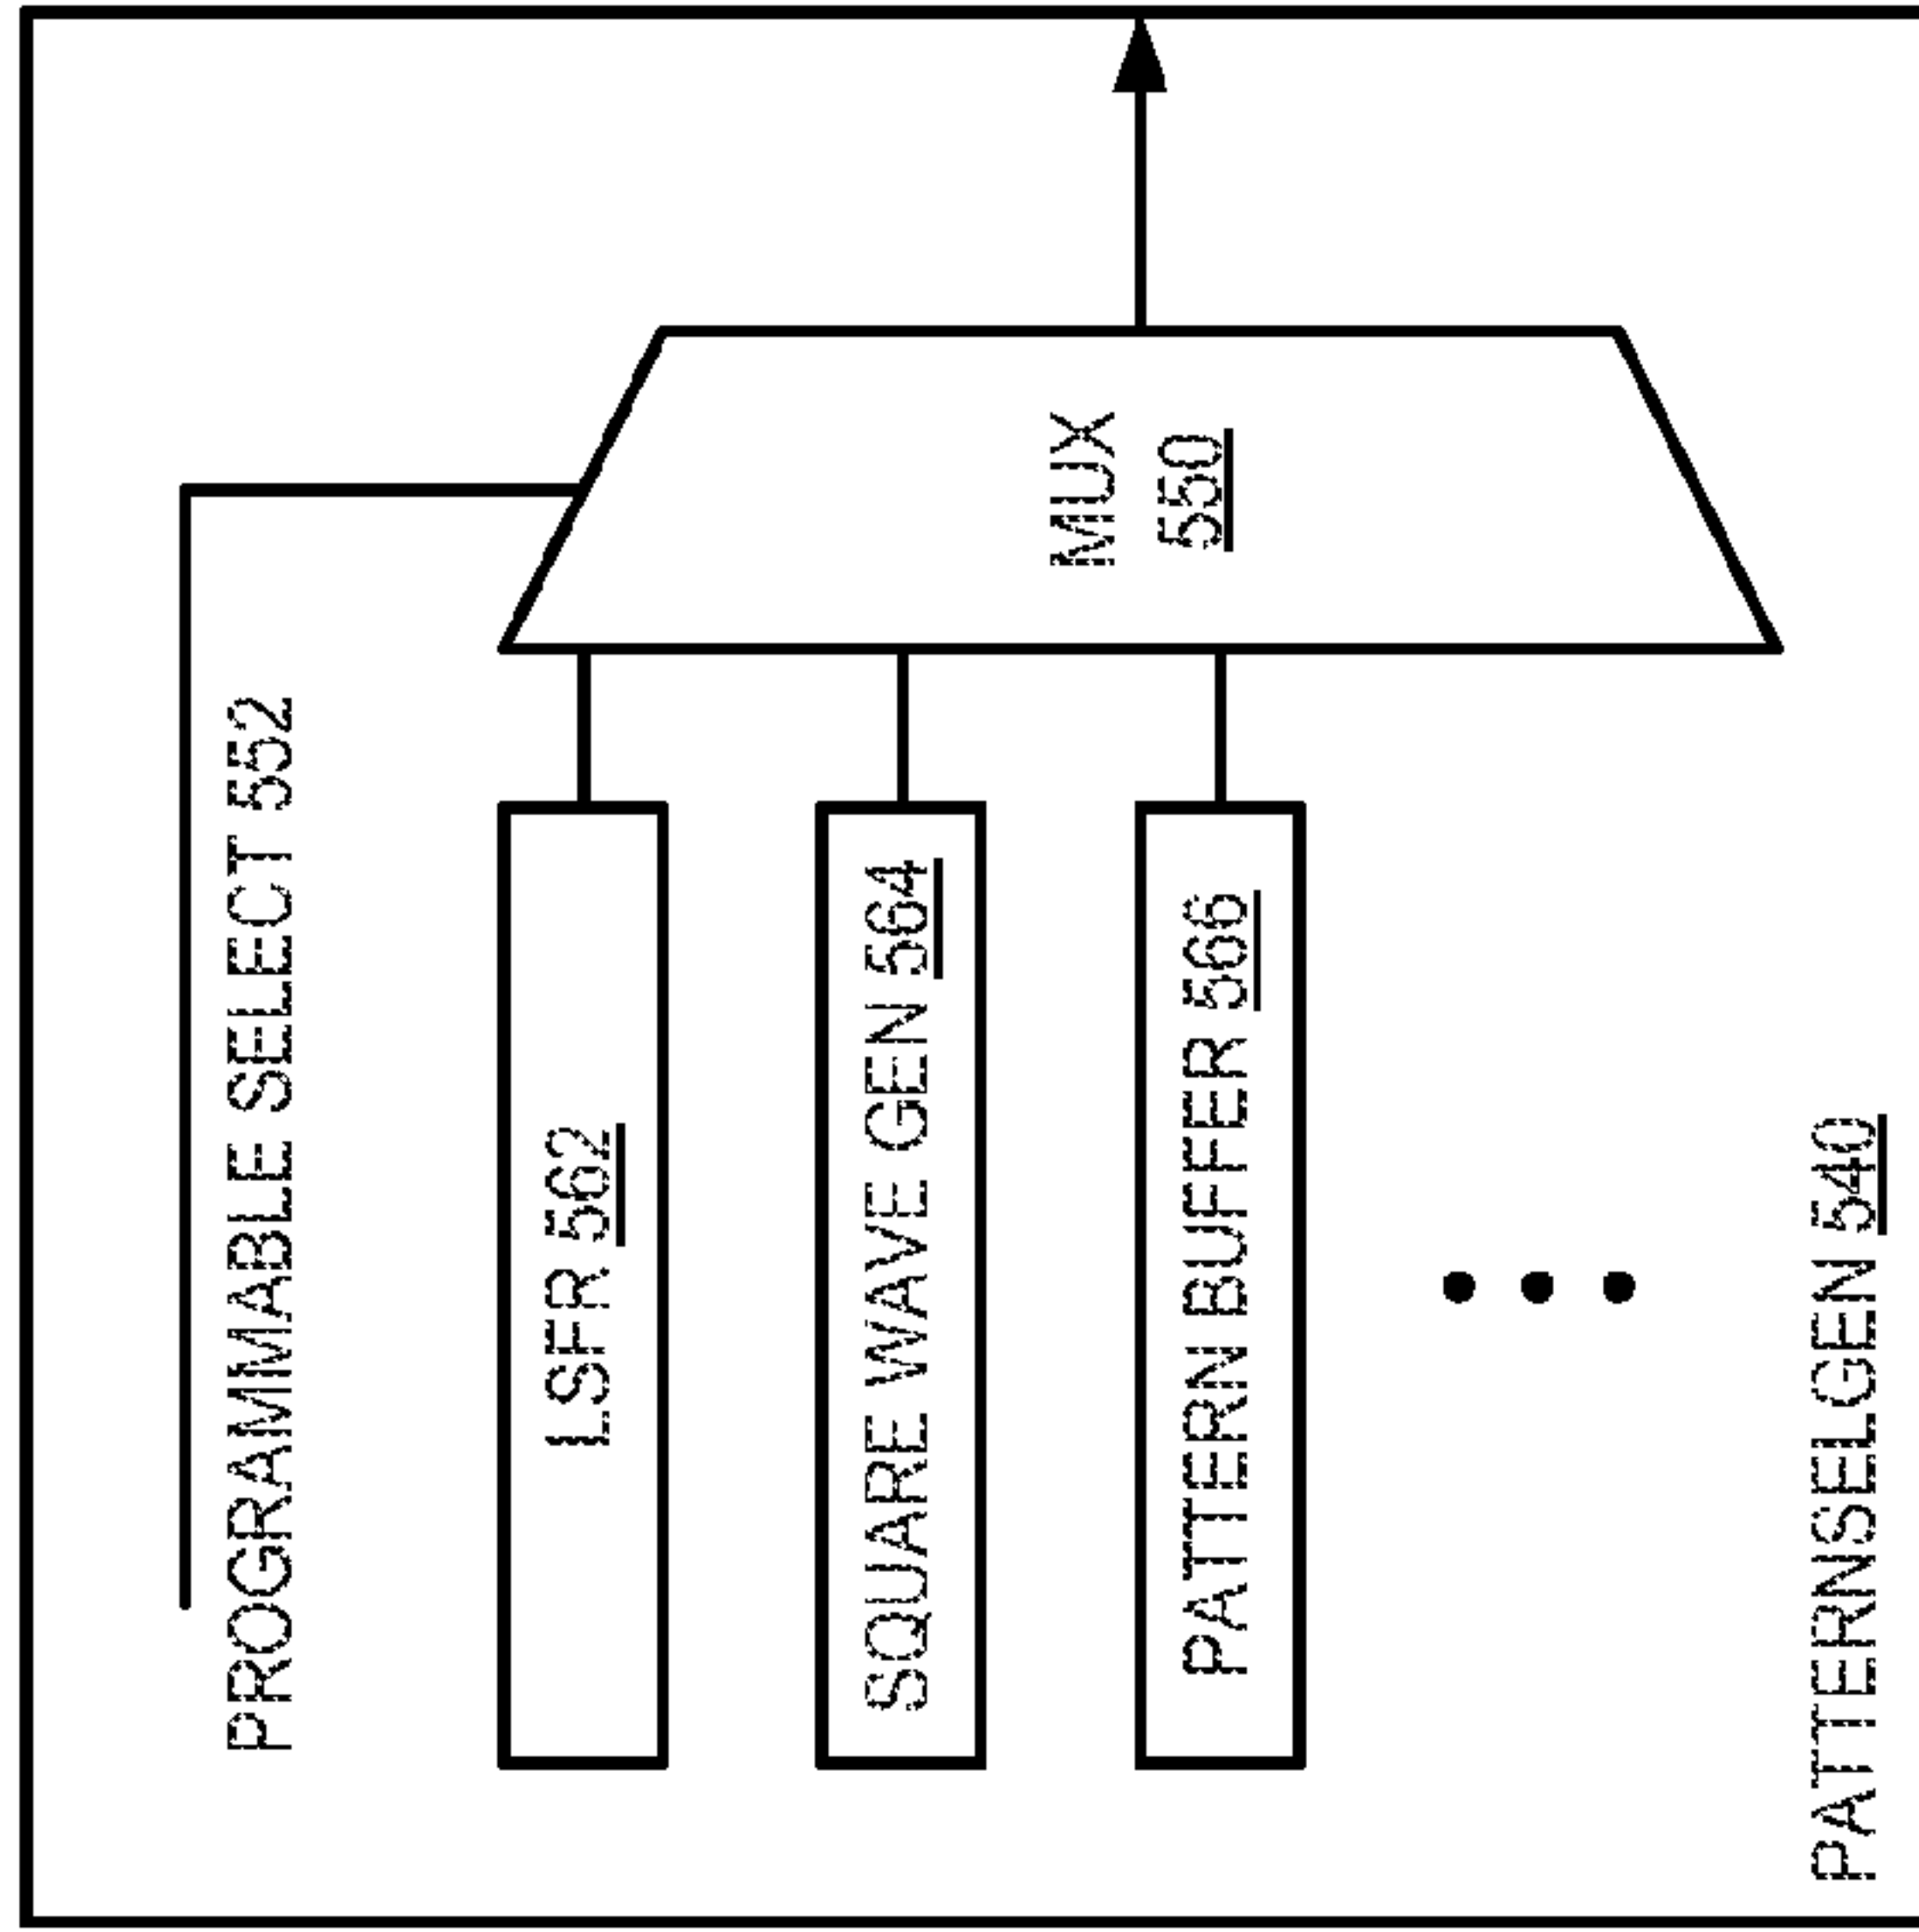 PROGRAMMABLE SELECT 552
LSFR 562
SQUARE WAVE GEN 564
PATTERN BUFFER 566
MUX
550
PATTERNSELGEN 540